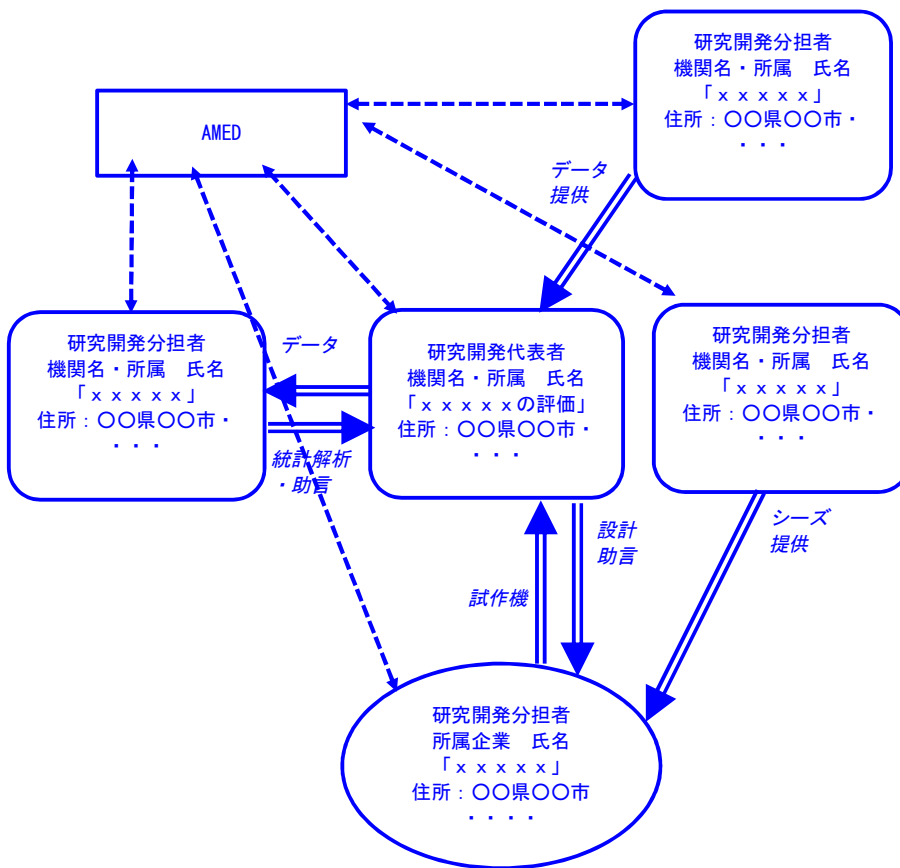 研究開発分担者
機関名・所属　氏名
「ｘｘｘｘｘ」
住所：〇〇県〇〇市・
・・・
AMED
データ
提供
研究開発分担者
機関名・所属　氏名
「ｘｘｘｘｘ」
住所：〇〇県〇〇市・
・・・
データ
統計解析
・助言
研究開発代表者
機関名・所属　氏名
「ｘｘｘｘｘの評価」
住所：〇〇県〇〇市・
・・・
研究開発分担者
機関名・所属　氏名
「ｘｘｘｘｘ」
住所：〇〇県〇〇市・
・・・
設計
助言
シーズ
提供
試作機
研究開発分担者
所属企業　氏名
「ｘｘｘｘｘ」
住所：〇〇県〇〇市
・・・・